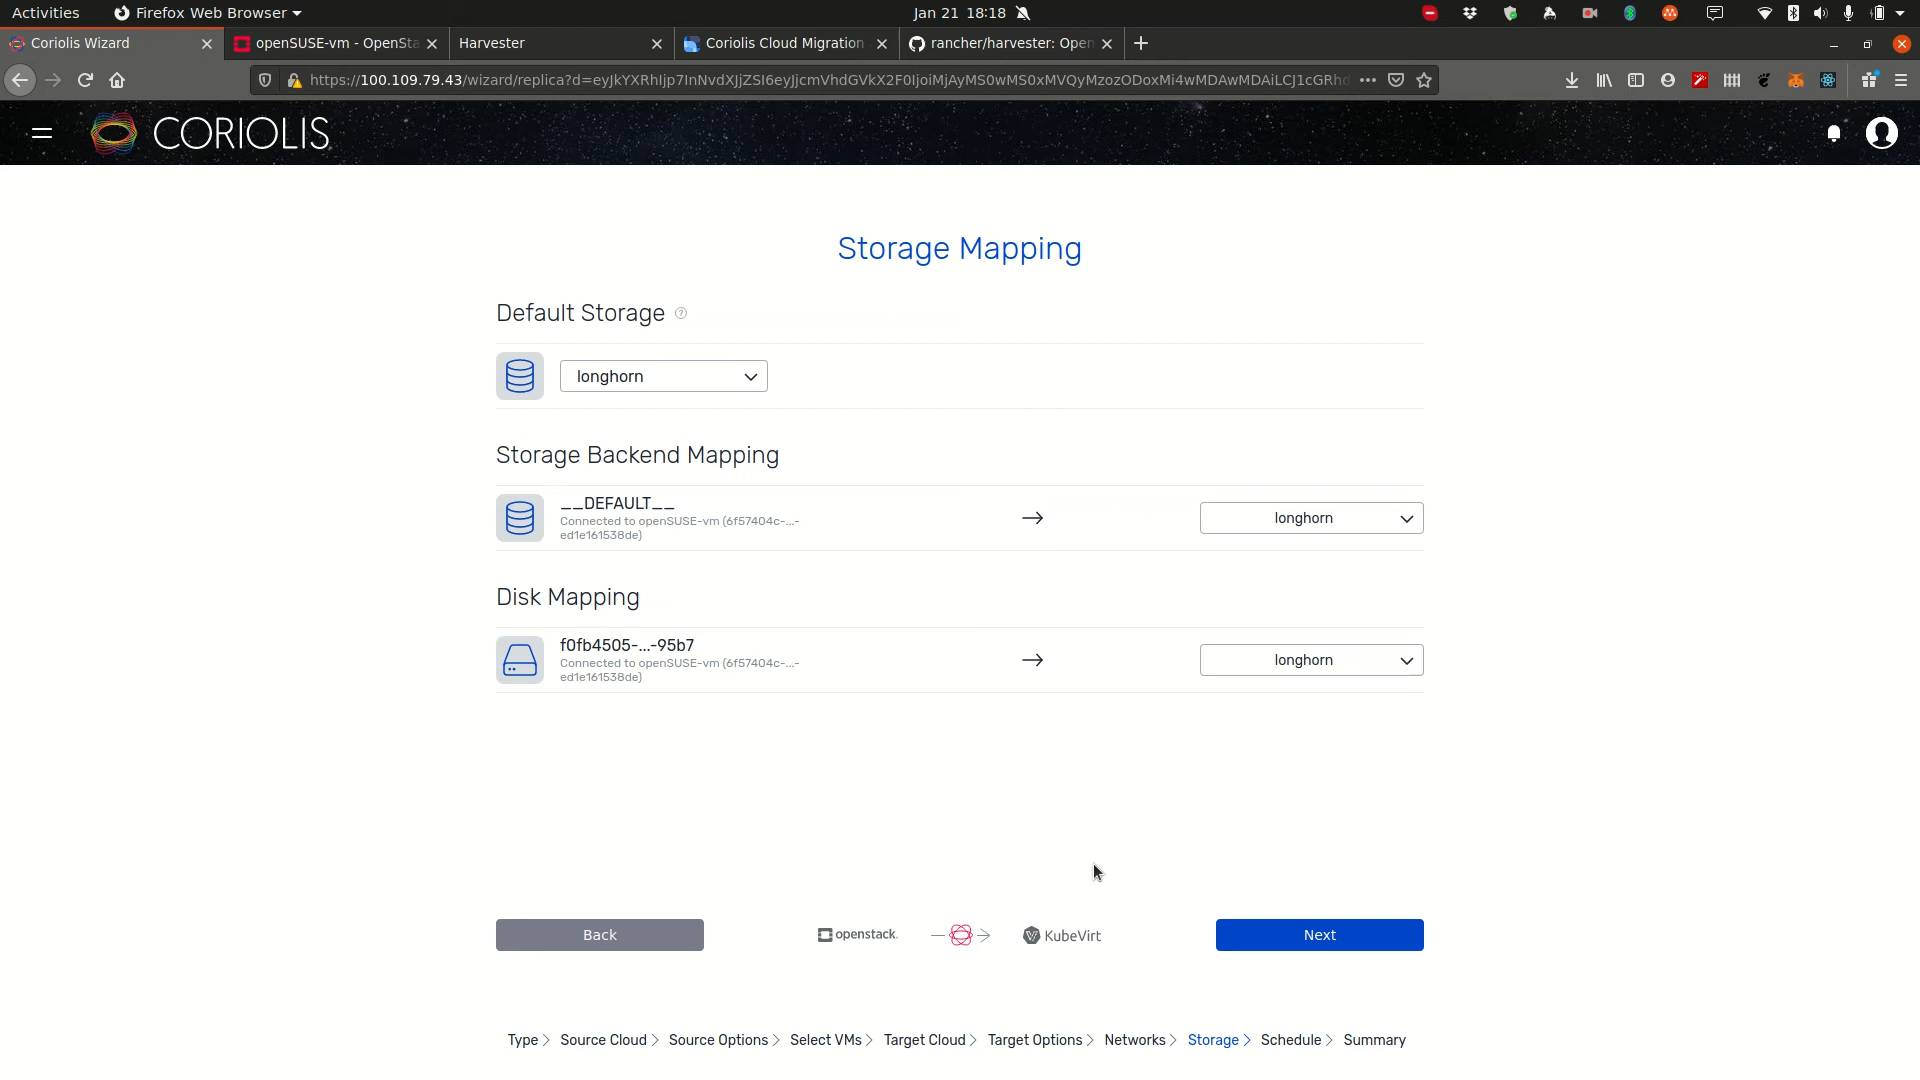 Activities
Firefox Web Browser
Jan 21 18:18
Coriolis Wizard
openSUSE-vm - OpenSta
Harvester
Coriolis Cloud Migration
rancher/harvester: Open
https://100.109.79.43/wizard/replica?d=
CORIOLIS
Storage Mapping
Default Storage ?
longhorn
Storage Backend Mapping
__DEFAULT__
Connected to openSUSE-vm (6f57404c-...-
ed1e161538de)
longhorn
Disk Mapping
f0fb4505-...-95b7
Connected to openSUSE-vm (6f57404c-...-
ed1e161538de)
longhorn
Back
openstack.
KubeVirt
Next
Type
Source Cloud
Source Options
Select VMs
Target Cloud
Target Options
Networks
Storage
Schedule
Summary